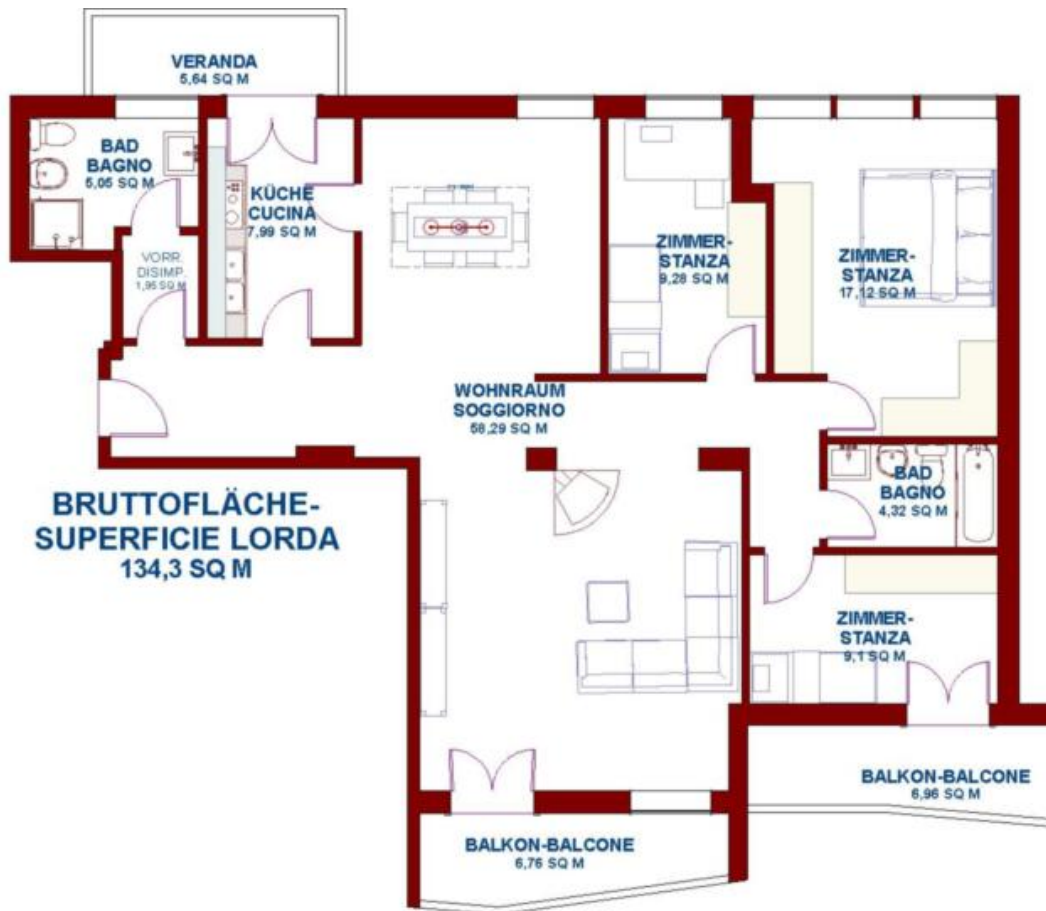 VERANDA
5,64 SQ M
BAD
BAGNO
5,05 SQ M
KÜCHE
CUCINA
7,99 SQ M
VORR.
DISIMP.
1,95 SQ M
ZIMMER-
STANZA
9,28 SQ M
ZIMMER-
STANZA
17,12 SQ M
WOHNRAUM
SOGGIORNO
58,29 SQ M
BAD
BAGNO
4,32 SQ M
BRUTTOFLÄCHE-
SUPERFICIE LORDA
134,3 SQ M
ZIMMER-
STANZA
9,1 SQ M
BALKON-BALCONE
6,96 SQ M
BALKON-BALCONE
6,76 SQ M